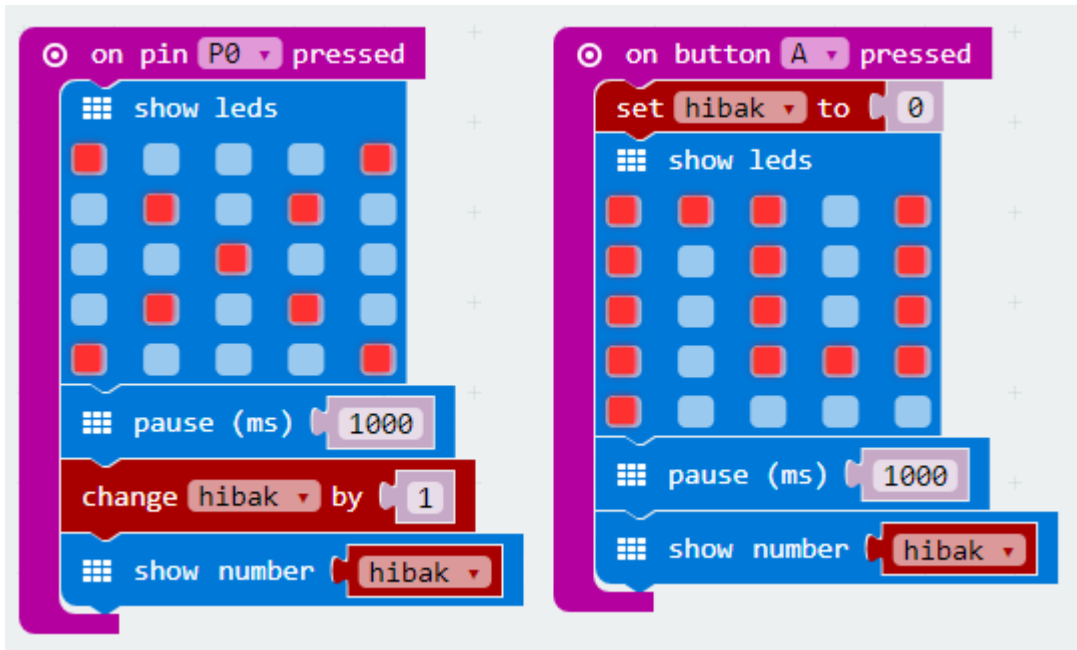 on pin P0 pressed
show leds
pause (ms) 1000
change hibak by 1
show number hibak
on button A pressed
set hibak to 0
show leds
pause (ms) 1000
show number hibak